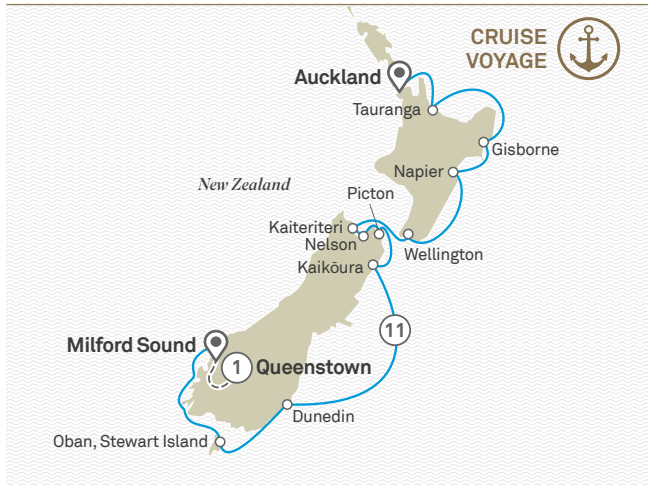 CRUISE
VOYAGE
Auckland
Tauranga
Gisborne
Napier
New Zealand
Picton
Kaiteriteri
Nelson
Wellington
Kaikōura
11
Milford Sound
1 Queenstown
Dunedin
Oban, Stewart Island